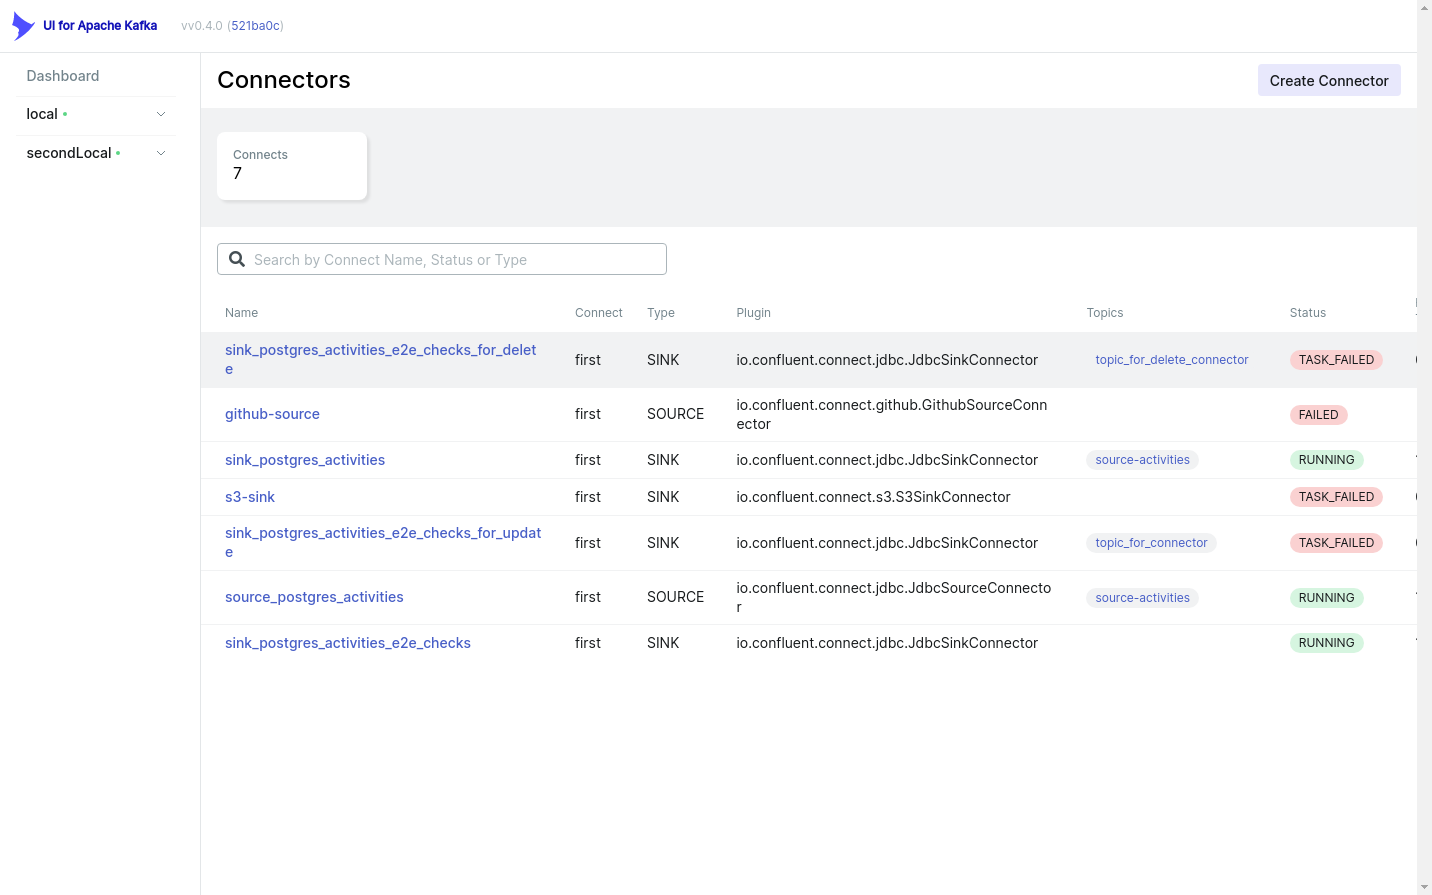 UI for Apache Kafka vv0.4.0 (521ba0c)
Dashboard
local
secondLocal
Connectors
Create Connector
Connects
7
Search by Connect Name, Status or Type
Name Connect Type Plugin Topics Status
sink_postgres_activities_e2e_checks_for_delet
e
first SINK io.confluent.connect.jdbc.JdbcSinkConnector topic_for_delete_connector TASK_FAILED
github-source first SOURCE
io.confluent.connect.github.GithubSourceConn
ector
FAILED
sink_postgres_activities first SINK io.confluent.connect.jdbc.JdbcSinkConnector source-activities RUNNING
s3-sink first SINK io.confluent.connect.s3.S3SinkConnector TASK_FAILED
sink_postgres_activities_e2e_checks_for_updat
e
first SINK io.confluent.connect.jdbc.JdbcSinkConnector topic_for_connector TASK_FAILED
source_postgres_activities first SOURCE
io.confluent.connect.jdbc.JdbcSourceConnecto
r
source-activities RUNNING
sink_postgres_activities_e2e_checks first SINK io.confluent.connect.jdbc.JdbcSinkConnector RUNNING